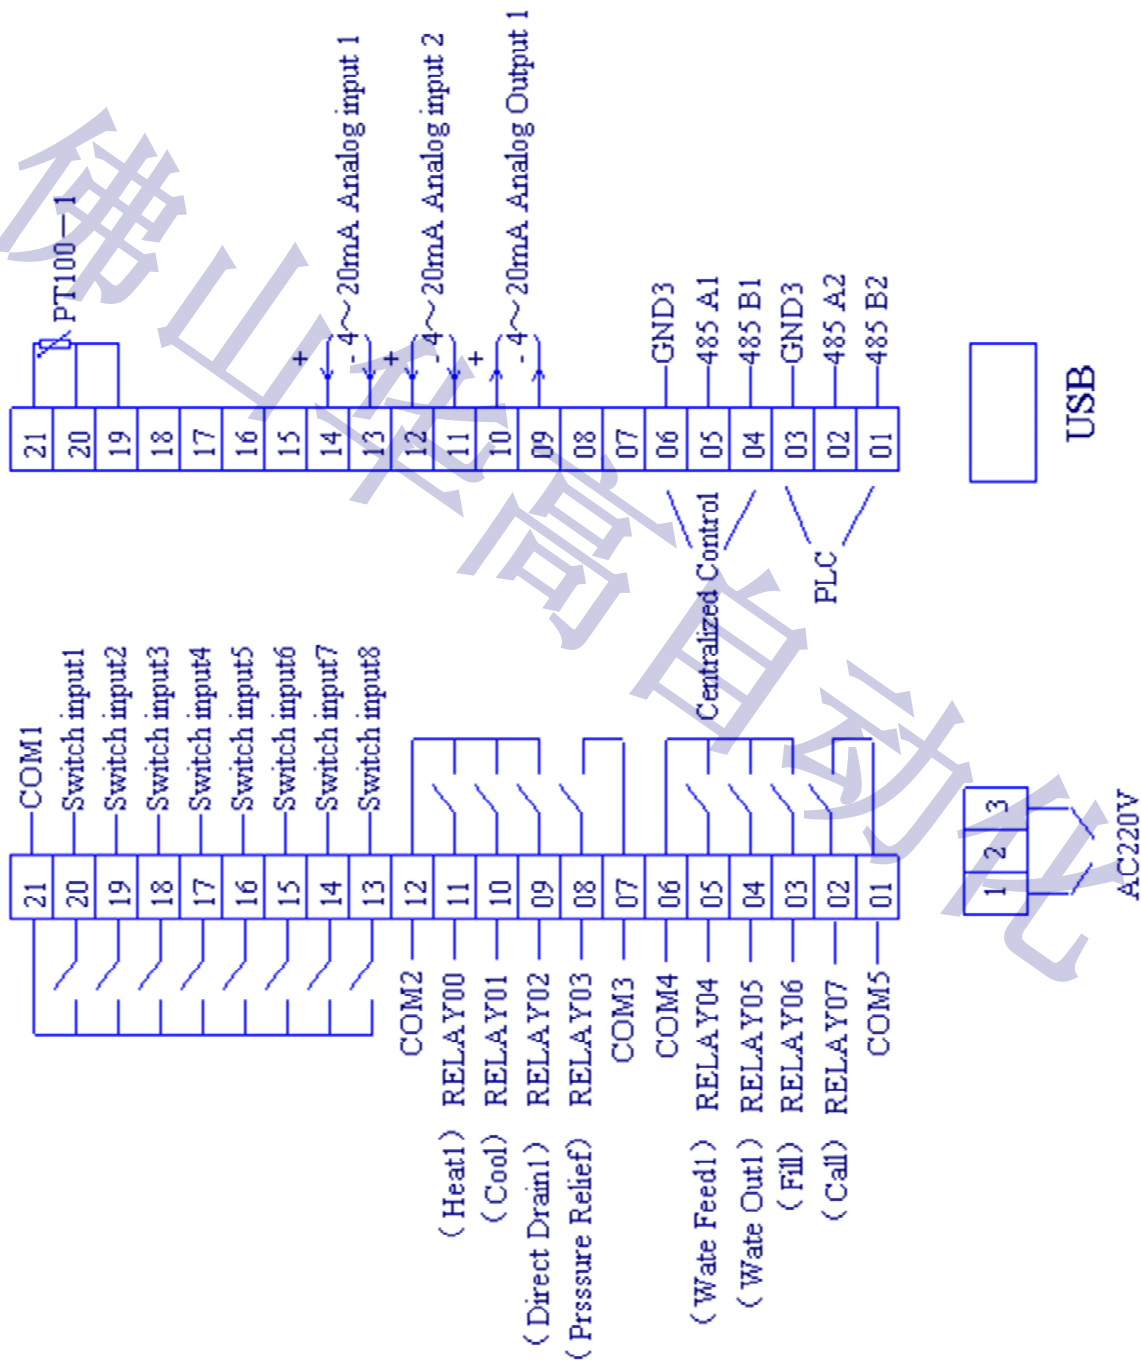 PT100-1
+
- 4～20mA Analog input 1
+
- 4～20mA Analog input 2
+
- 4～20mA Analog Output 1
GND3
485 A1
485 B1
GND3
485 A2
485 B2
21
20
19
18
17
16
15
14
13
12
11
10
09
08
07
06
05
04
03
02
01
Centralized Control
PLC
USB
COM1
Switch input1
Switch input2
Switch input3
Switch input4
Switch input5
Switch input6
Switch input7
Switch input8
21
20
19
18
17
16
15
14
13
12
11
10
09
08
07
06
05
04
03
02
01
COM2
(Heat1) RELAY00
(Cool) RELAY01
(Direct Drain1) RELAY02
(Prsssure Relief) RELAY03
COM3
COM4
(Wate Feed1) RELAY04
(Wate Out1) RELAY05
(Fill) RELAY06
(Call) RELAY07
COM5
1 2 3
AC220V
佛山华高自动化